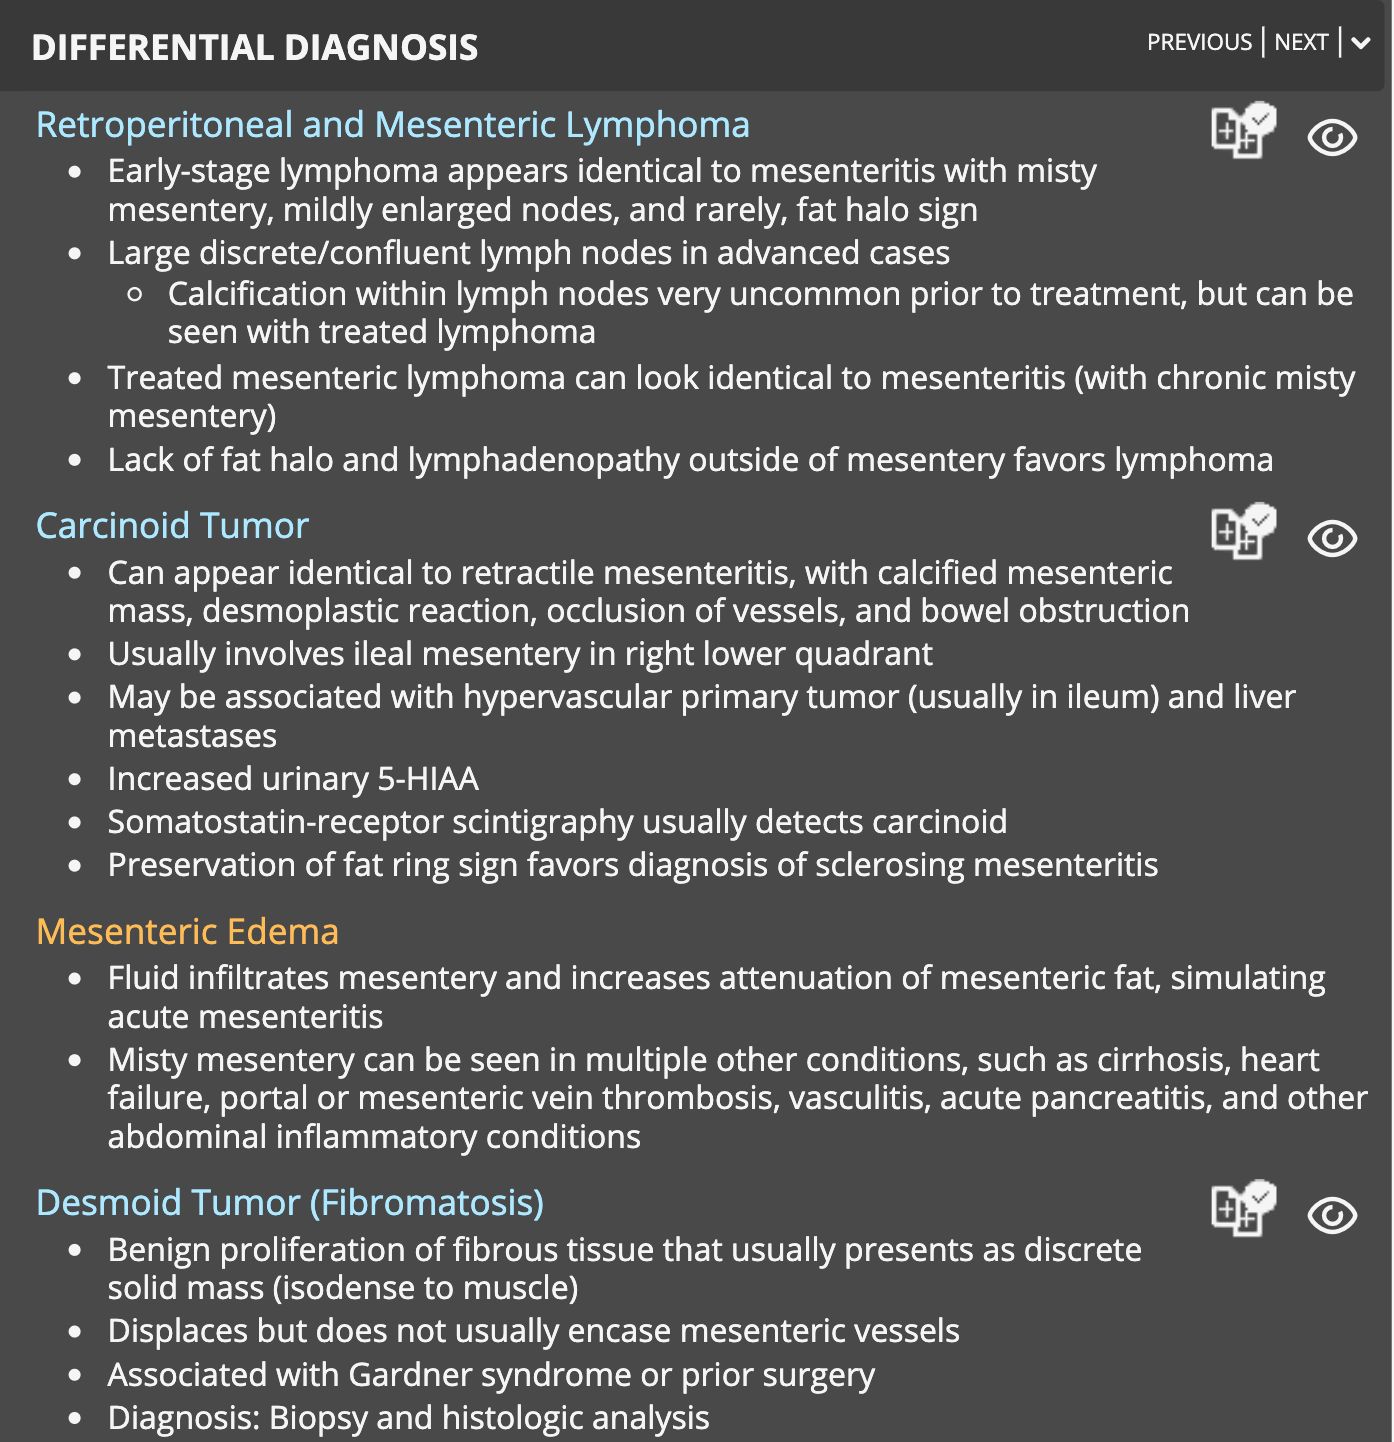 DIFFERENTIAL DIAGNOSIS
PREVIOUS | NEXT |
Retroperitoneal and Mesenteric Lymphoma
• Early-stage lymphoma appears identical to mesenteritis with misty
mesentery, mildly enlarged nodes, and rarely, fat halo sign
• Large discrete/confluent lymph nodes in advanced cases
◦ Calcification within lymph nodes very uncommon prior to treatment, but can be
seen with treated lymphoma
• Treated mesenteric lymphoma can look identical to mesenteritis (with chronic misty
mesentery)
• Lack of fat halo and lymphadenopathy outside of mesentery favors lymphoma
Carcinoid Tumor
• Can appear identical to retractile mesenteritis, with calcified mesenteric
mass, desmoplastic reaction, occlusion of vessels, and bowel obstruction
• Usually involves ileal mesentery in right lower quadrant
• May be associated with hypervascular primary tumor (usually in ileum) and liver
metastases
• Increased urinary 5-HIAA
• Somatostatin-receptor scintigraphy usually detects carcinoid
• Preservation of fat ring sign favors diagnosis of sclerosing mesenteritis
Mesenteric Edema
• Fluid infiltrates mesentery and increases attenuation of mesenteric fat, simulating
acute mesenteritis
• Misty mesentery can be seen in multiple other conditions, such as cirrhosis, heart
failure, portal or mesenteric vein thrombosis, vasculitis, acute pancreatitis, and other
abdominal inflammatory conditions
Desmoid Tumor (Fibromatosis)
• Benign proliferation of fibrous tissue that usually presents as discrete
solid mass (isodense to muscle)
• Displaces but does not usually encase mesenteric vessels
• Associated with Gardner syndrome or prior surgery
• Diagnosis: Biopsy and histologic analysis